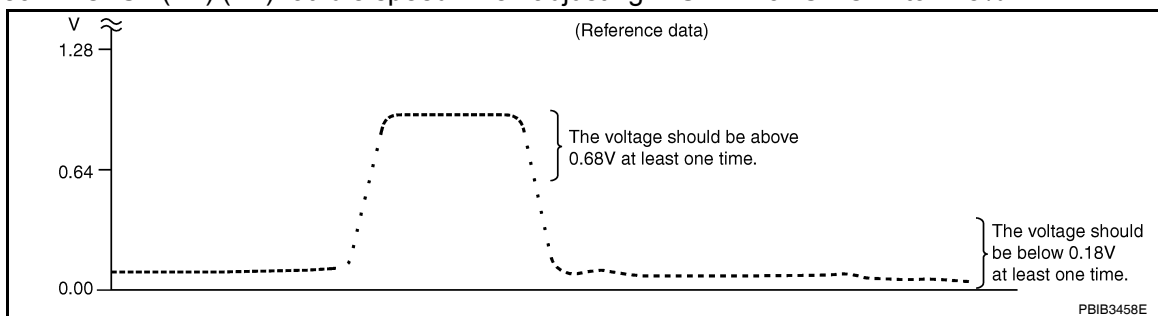 V
(Reference data)
1.28
The voltage should be above
0.68V at least one time.
0.64
The voltage should
be below 0.18V
at least one time.
0.00
PBIB3458E